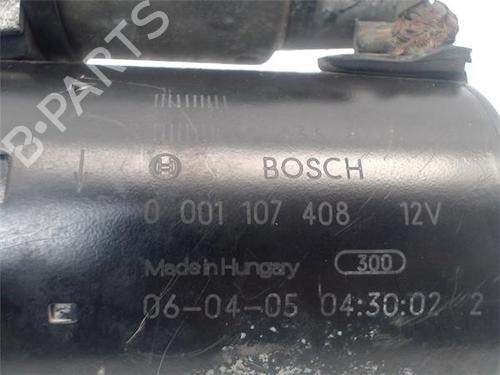 B-PARTS
BOSCH
0 001 107 408 12V
Made in Hungary 300
06-04-05 04:30:02 2